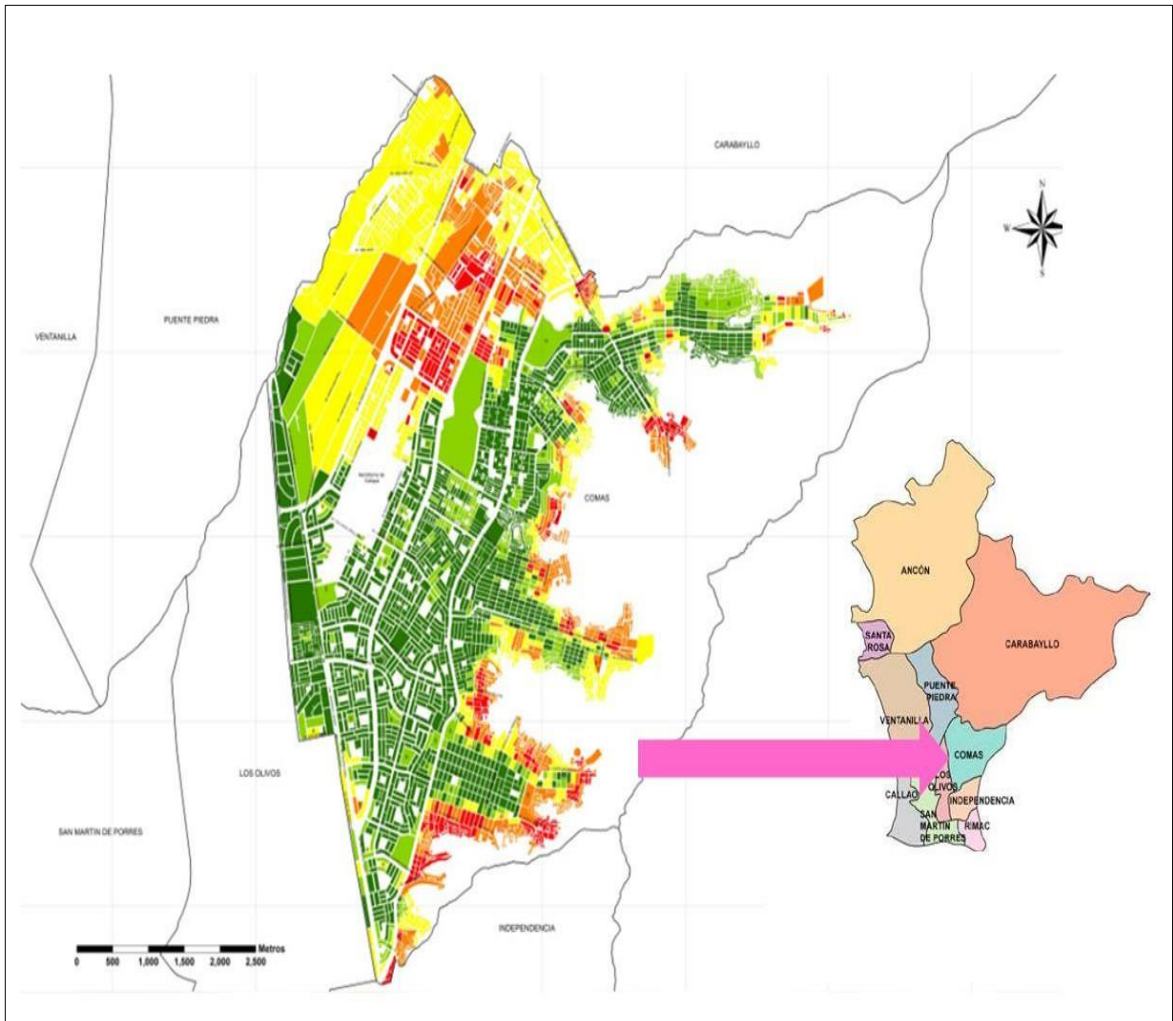 CARABAYLLO
N
W
S
PUENTE PIEDRA
VENTANILLA
COMAS
ANCÓN
SANTA
ROSA
CARABAYLLO
PUENTE
PIEDRA
VENTANILLA
COMAS
LOS
OLIVOS
CALLAO
INDEPENDENCIA
SAN
MARTIN
DE PORRES
RIMAC
LOS OLIVOS
SAN MARTIN DE PORRES
INDEPENDENCIA
Metros
0 500 1,000 1,500 2,000 2,500